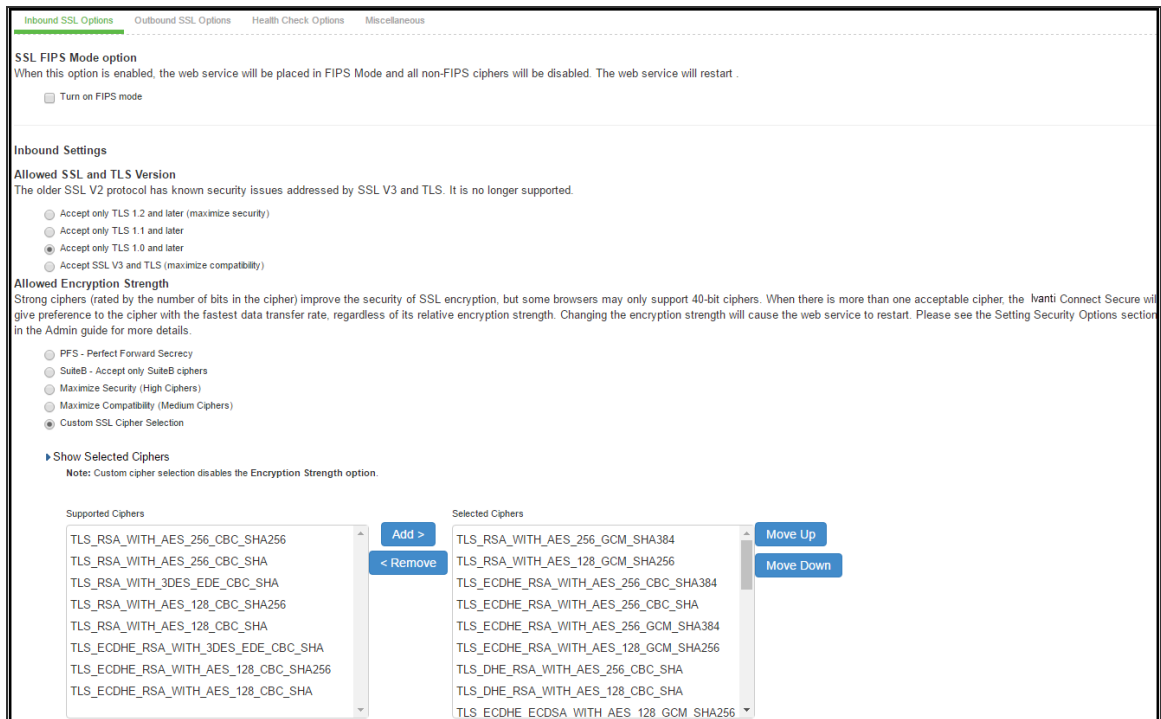 Inbound SSL Options Outbound SSL Options Health Check Options Miscellaneous
SSL FIPS Mode option
When this option is enabled, the web service will be placed in FIPS Mode and all non-FIPS ciphers will be disabled. The web service will restart .
Turn on FIPS mode
Inbound Settings
Allowed SSL and TLS Version
The older SSL V2 protocol has known security issues addressed by SSL V3 and TLS. It is no longer supported.
Accept only TLS 1.2 and later (maximize security)
Accept only TLS 1.1 and later
Accept only TLS 1.0 and later
Accept SSL V3 and TLS (maximize compatibility)
Allowed Encryption Strength
Strong ciphers (rated by the number of bits in the cipher) improve the security of SSL encryption, but some browsers may only support 40-bit ciphers. When there is more than one acceptable cipher, the Ivanti Connect Secure wil
give preference to the cipher with the fastest data transfer rate, regardless of its relative encryption strength. Changing the encryption strength will cause the web service to restart. Please see the Setting Security Options section
in the Admin guide for more details.
PFS - Perfect Forward Secrecy
SuiteB - Accept only SuiteB ciphers
Maximize Security (High Ciphers)
Maximize Compatibility (Medium Ciphers)
Custom SSL Cipher Selection
Show Selected Ciphers
Note: Custom cipher selection disables the Encryption Strength option.
Supported Ciphers
TLS_RSA_WITH_AES_256_CBC_SHA256
TLS_RSA_WITH_AES_256_CBC_SHA
TLS_RSA_WITH_3DES_EDE_CBC_SHA
TLS_RSA_WITH_AES_128_CBC_SHA256
TLS_RSA_WITH_AES_128_CBC_SHA
TLS_ECDHE_RSA_WITH_3DES_EDE_CBC_SHA
TLS_ECDHE_RSA_WITH_AES_128_CBC_SHA256
TLS_ECDHE_RSA_WITH_AES_128_CBC_SHA
Add >
< Remove
Selected Ciphers
TLS_RSA_WITH_AES_256_GCM_SHA384
TLS_RSA_WITH_AES_128_GCM_SHA256
TLS_ECDHE_RSA_WITH_AES_256_CBC_SHA384
TLS_ECDHE_RSA_WITH_AES_256_CBC_SHA
TLS_ECDHE_RSA_WITH_AES_256_GCM_SHA384
TLS_ECDHE_RSA_WITH_AES_128_GCM_SHA256
TLS_DHE_RSA_WITH_AES_256_CBC_SHA
TLS_DHE_RSA_WITH_AES_128_CBC_SHA
TLS_ECDHE_ECDSA_WITH_AES_128_GCM_SHA256
Move Up
Move Down